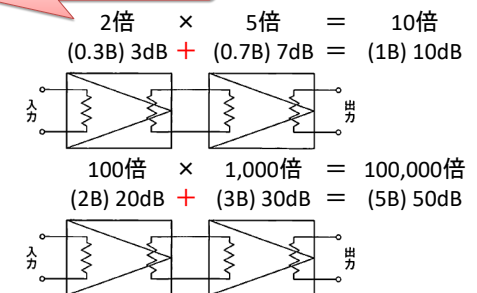 2倍 × 5倍 ＝ 10倍
(0.3B) 3dB ＋ (0.7B) 7dB ＝ (1B) 10dB
入力
出力
100倍 × 1,000倍 ＝ 100,000倍
(2B) 20dB ＋ (3B) 30dB ＝ (5B) 50dB
入力
出力